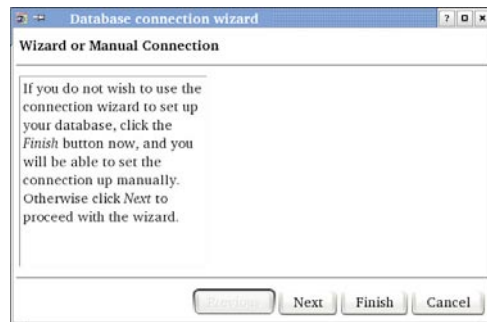 Database connection wizard
Wizard or Manual Connection
If you do not wish to use the
connection wizard to set up
your database, click the
Finish button now, and you
will be able to set the
connection up manually.
Otherwise click Next to
proceed with the wizard.
Previous Next Finish Cancel